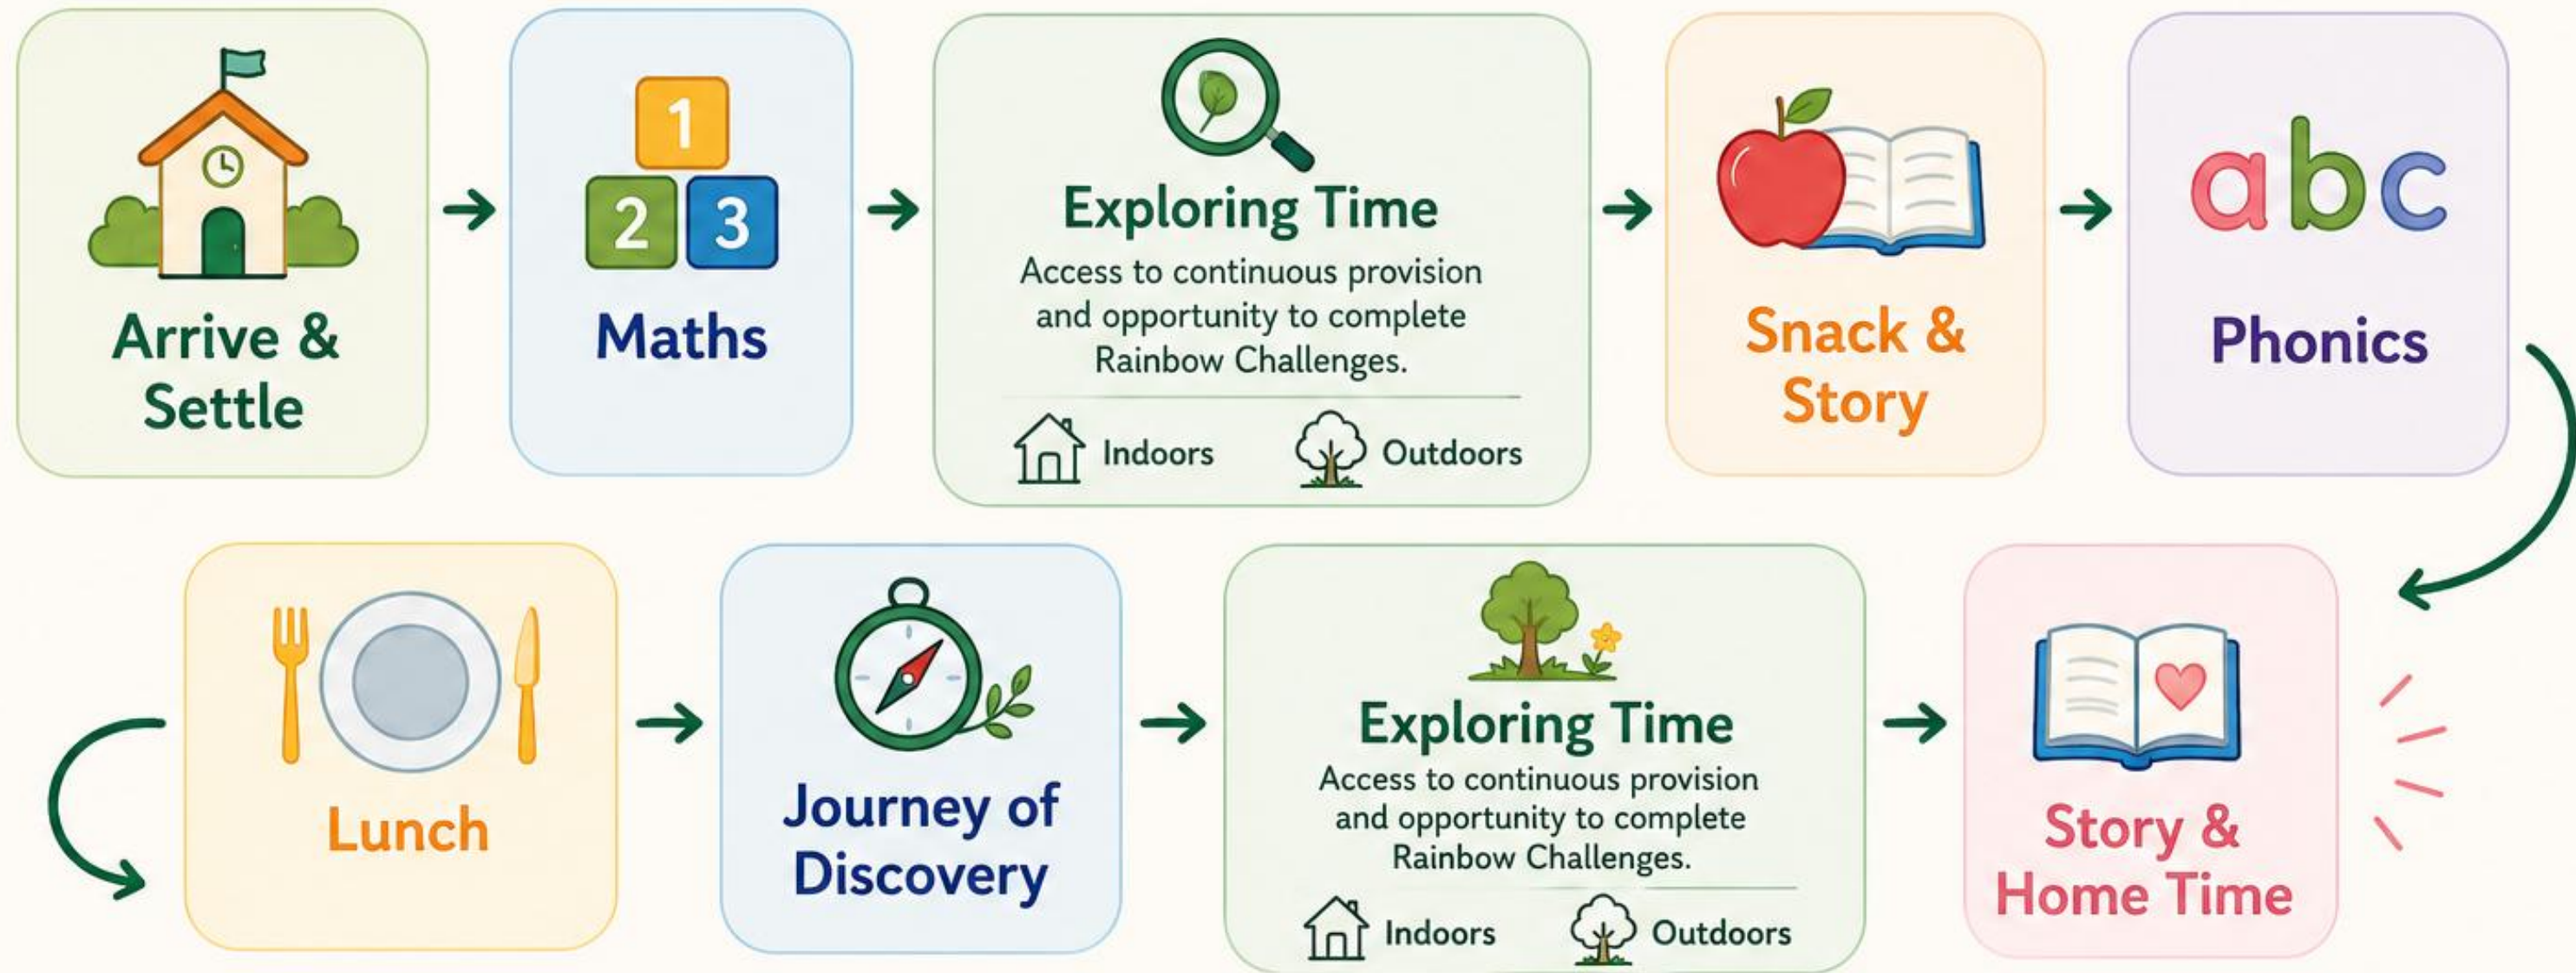 Arrive &
Settle
1
2 3
Maths
Exploring Time
Access to continuous provision
and opportunity to complete
Rainbow Challenges.
Indoors
Outdoors
Snack &
Story
abc
Phonics
Lunch
Journey of
Discovery
Exploring Time
Access to continuous provision
and opportunity to complete
Rainbow Challenges.
Indoors
Outdoors
Story &
Home Time